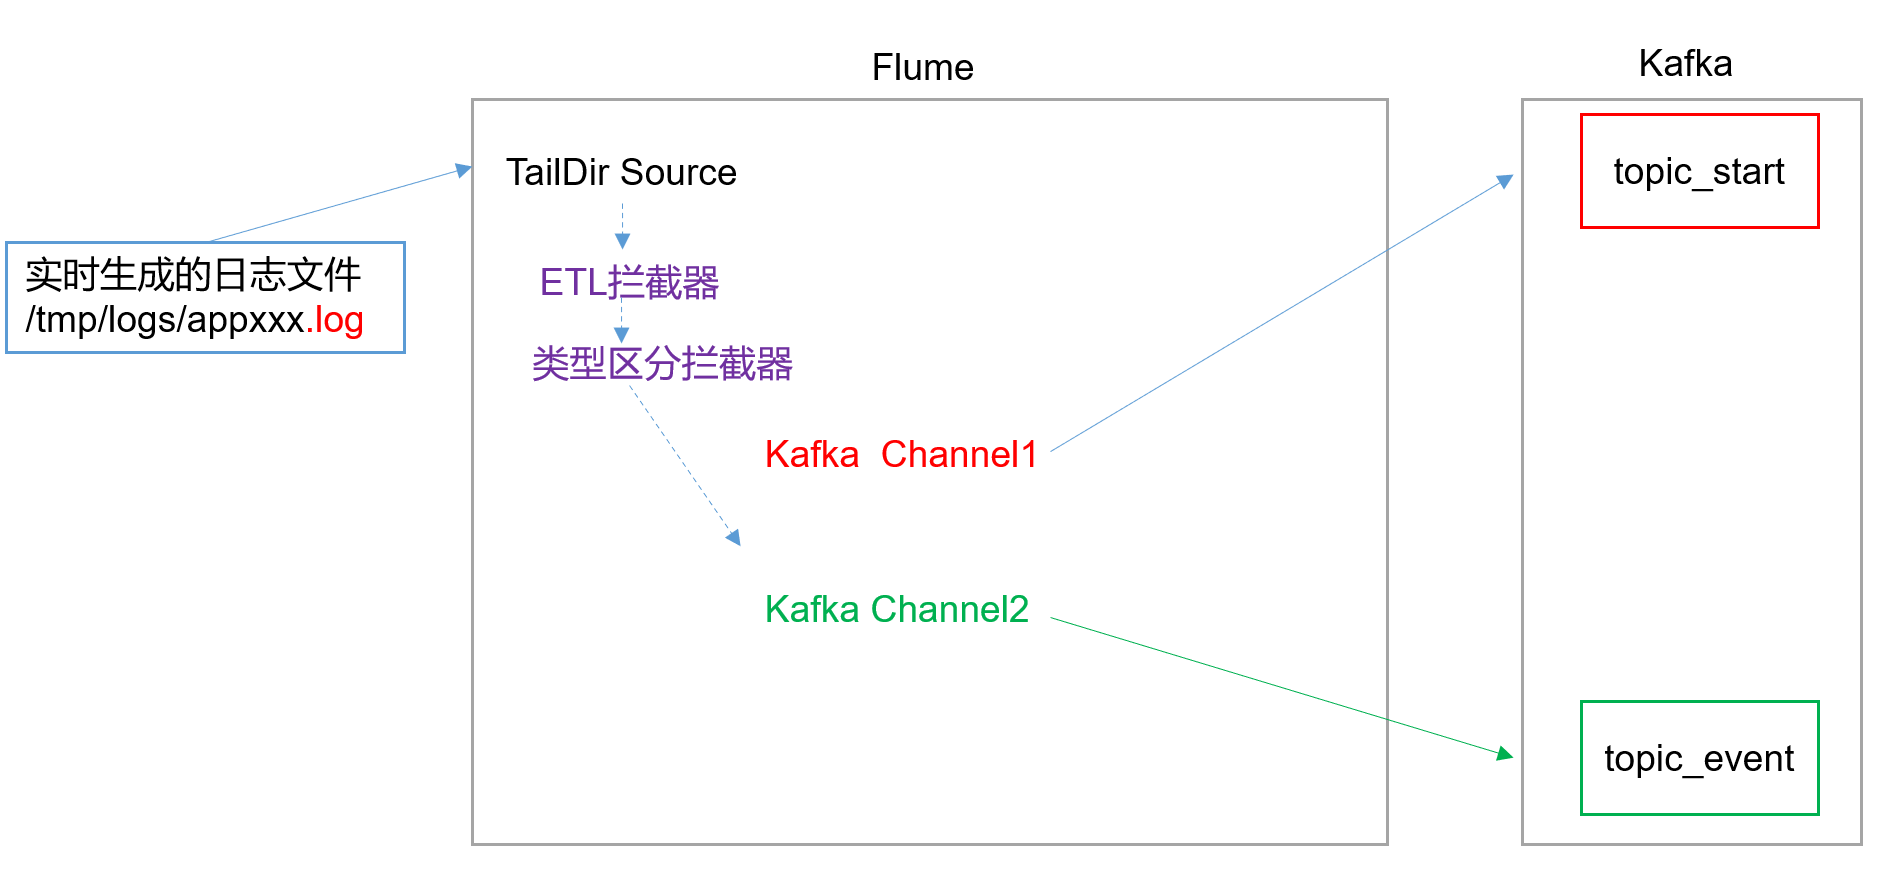 Flume
Kafka
TailDir Source
topic_start
实时生成的日志文件
/tmp/logs/appxxx.log
ETL拦截器
类型区分拦截器
Kafka  Channel1
Kafka Channel2
topic_event